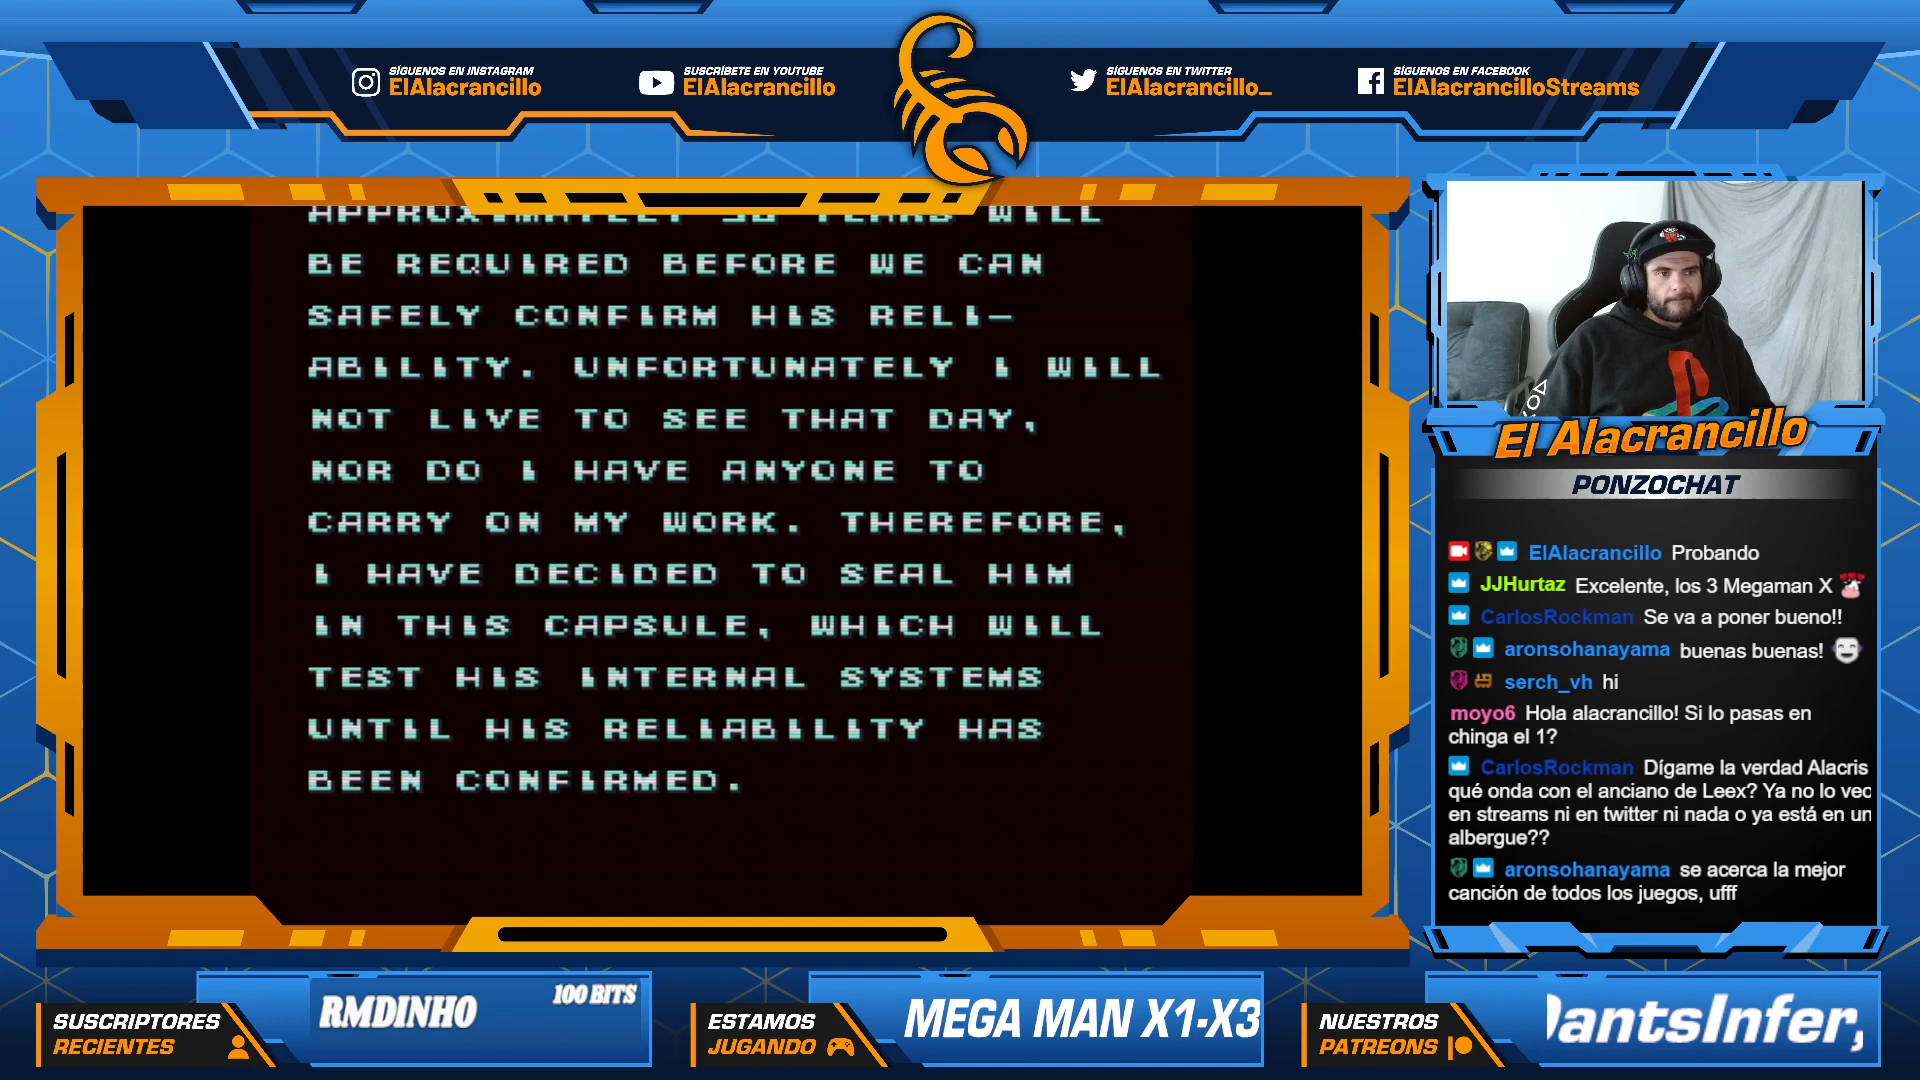 SÍGUENOS EN INSTAGRAM
ElAlacrancillo
SUSCRÍBETE EN YOUTUBE
ElAlacrancillo
SÍGUENOS EN TWITTER
ElAlacrancillo_
SÍGUENOS EN FACEBOOK
ElAlacrancilloStreams
APPROXIMATELY 30 YEARS WILL
BE REQUIRED BEFORE WE CAN
SAFELY CONFIRM HIS RELI-
ABILITY. UNFORTUNATELY I WILL
NOT LIVE TO SEE THAT DAY,
NOR DO I HAVE ANYONE TO
CARRY ON MY WORK. THEREFORE,
I HAVE DECIDED TO SEAL HIM
IN THIS CAPSULE, WHICH WILL
TEST HIS INTERNAL SYSTEMS
UNTIL HIS RELIABILITY HAS
BEEN CONFIRMED.
El Alacrancillo
PONZOCHAT
ElAlacrancillo Probando
JJHurtaz Excelente, los 3 Megaman X
CarlosRockman Se va a poner bueno!!
aronsohanayama buenas buenas!
serch_vh hi
moyo6 Hola alacrancillo! Si lo pasas en
chinga el 1?
CarlosRockman Dígame la verdad Alacris
qué onda con el anciano de Leex? Ya no lo veo
en streams ni en twitter ni nada o ya está en un
albergue??
aronsohanayama se acerca la mejor
canción de todos los juegos, ufff
SUSCRIPTORES
RECIENTES
RMDINHO
100 BITS
ESTAMOS
JUGANDO
MEGA MAN X1-X3
NUESTROS
PATREONS
antsInfer,